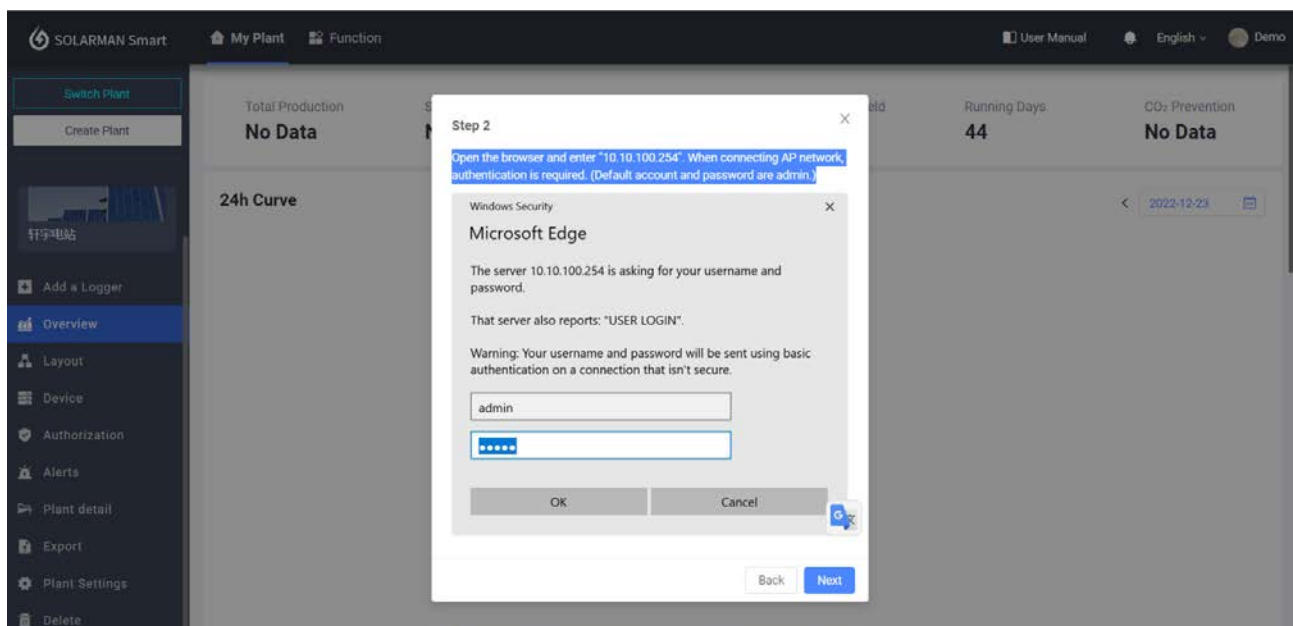 SOLARMAN Smart
My Plant
Function
User Manual
English
Demo
Switch Plant
Create Plant
Total Production
No Data
Running Days
44
CO₂ Prevention
No Data
24h Curve
2022-12-23
轩宇电站
Add a Logger
Overview
Layout
Device
Authorization
Alerts
Plant detail
Export
Plant Settings
Delete
Step 2
Open the browser and enter "10.10.100.254". When connecting AP network,
authentication is required. (Default account and password are admin.)
Windows Security
Microsoft Edge
The server 10.10.100.254 is asking for your username and
password.
That server also reports: "USER LOGIN".
Warning: Your username and password will be sent using basic
authentication on a connection that isn't secure.
admin
•••••
OK
Cancel
G
Back
Next